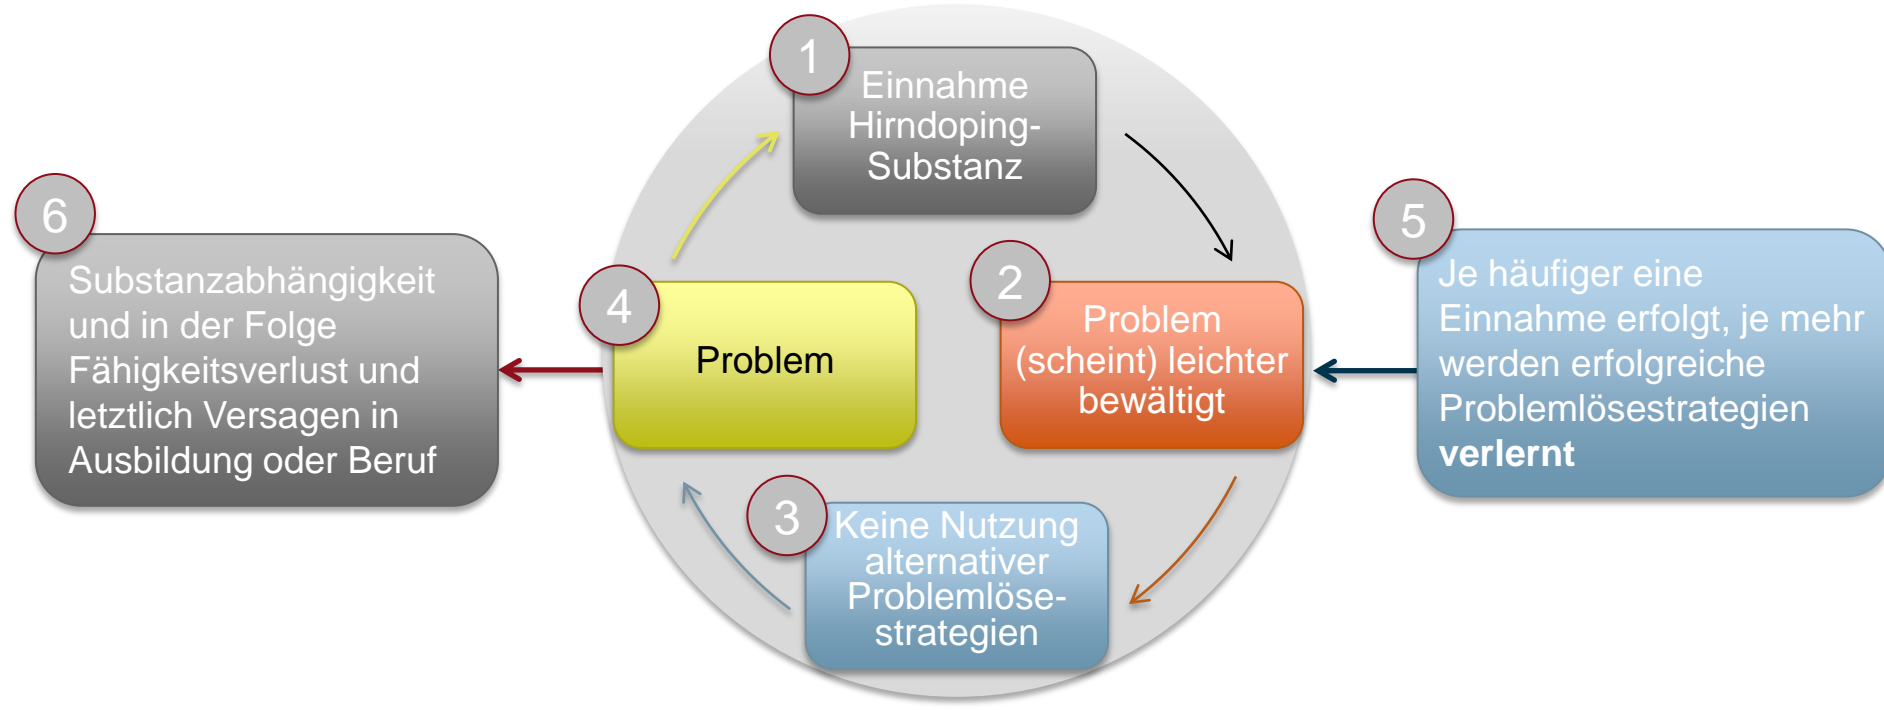 1
Einnahme
Hirndoping-
Substanz
2
Problem
(scheint) leichter
bewältigt
3
Keine Nutzung
alternativer
Problemlöse-
strategien
4
Problem
5
Je häufiger eine
Einnahme erfolgt, je mehr
werden erfolgreiche
Problemlösestrategien
verlernt
6
Substanzabhängigkeit
und in der Folge
Fähigkeitsverlust und
letztlich Versagen in
Ausbildung oder Beruf